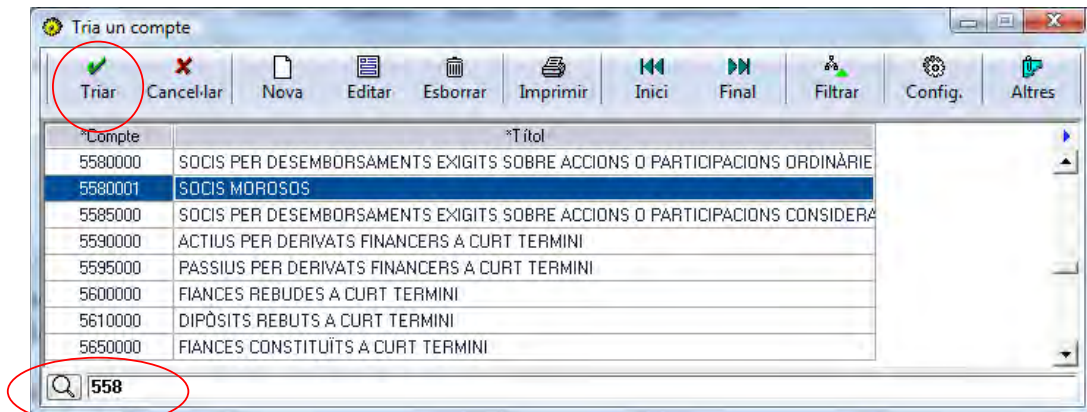 Tria un compte
Triar Cancel·lar Nova Editar Esborrar Imprimir Inici Final Filtrar Config. Altres
*Compte *Títol
5580000 SOCIS PER DESEMBORSAMENTS EXIGITS SOBRE ACCIONS O PARTICIPACIONS ORDINÀRIE
5580001 SOCIS MOROSOS
5585000 SOCIS PER DESEMBORSAMENTS EXIGITS SOBRE ACCIONS O PARTICIPACIONS CONSIDERA
5590000 ACTIUS PER DERIVATS FINANCERS A CURT TERMINI
5595000 PASSIUS PER DERIVATS FINANCERS A CURT TERMINI
5600000 FIANCES REBUDES A CURT TERMINI
5610000 DIPÒSITS REBUTS A CURT TERMINI
5650000 FIANCES CONSTITUÏTS A CURT TERMINI
558